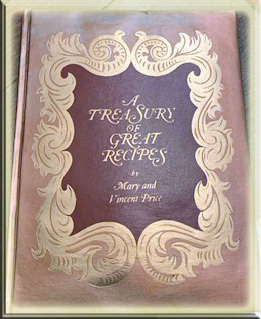 A
TREASURY
OF
GREAT
RECIPES
by
Mary and
Vincent Price